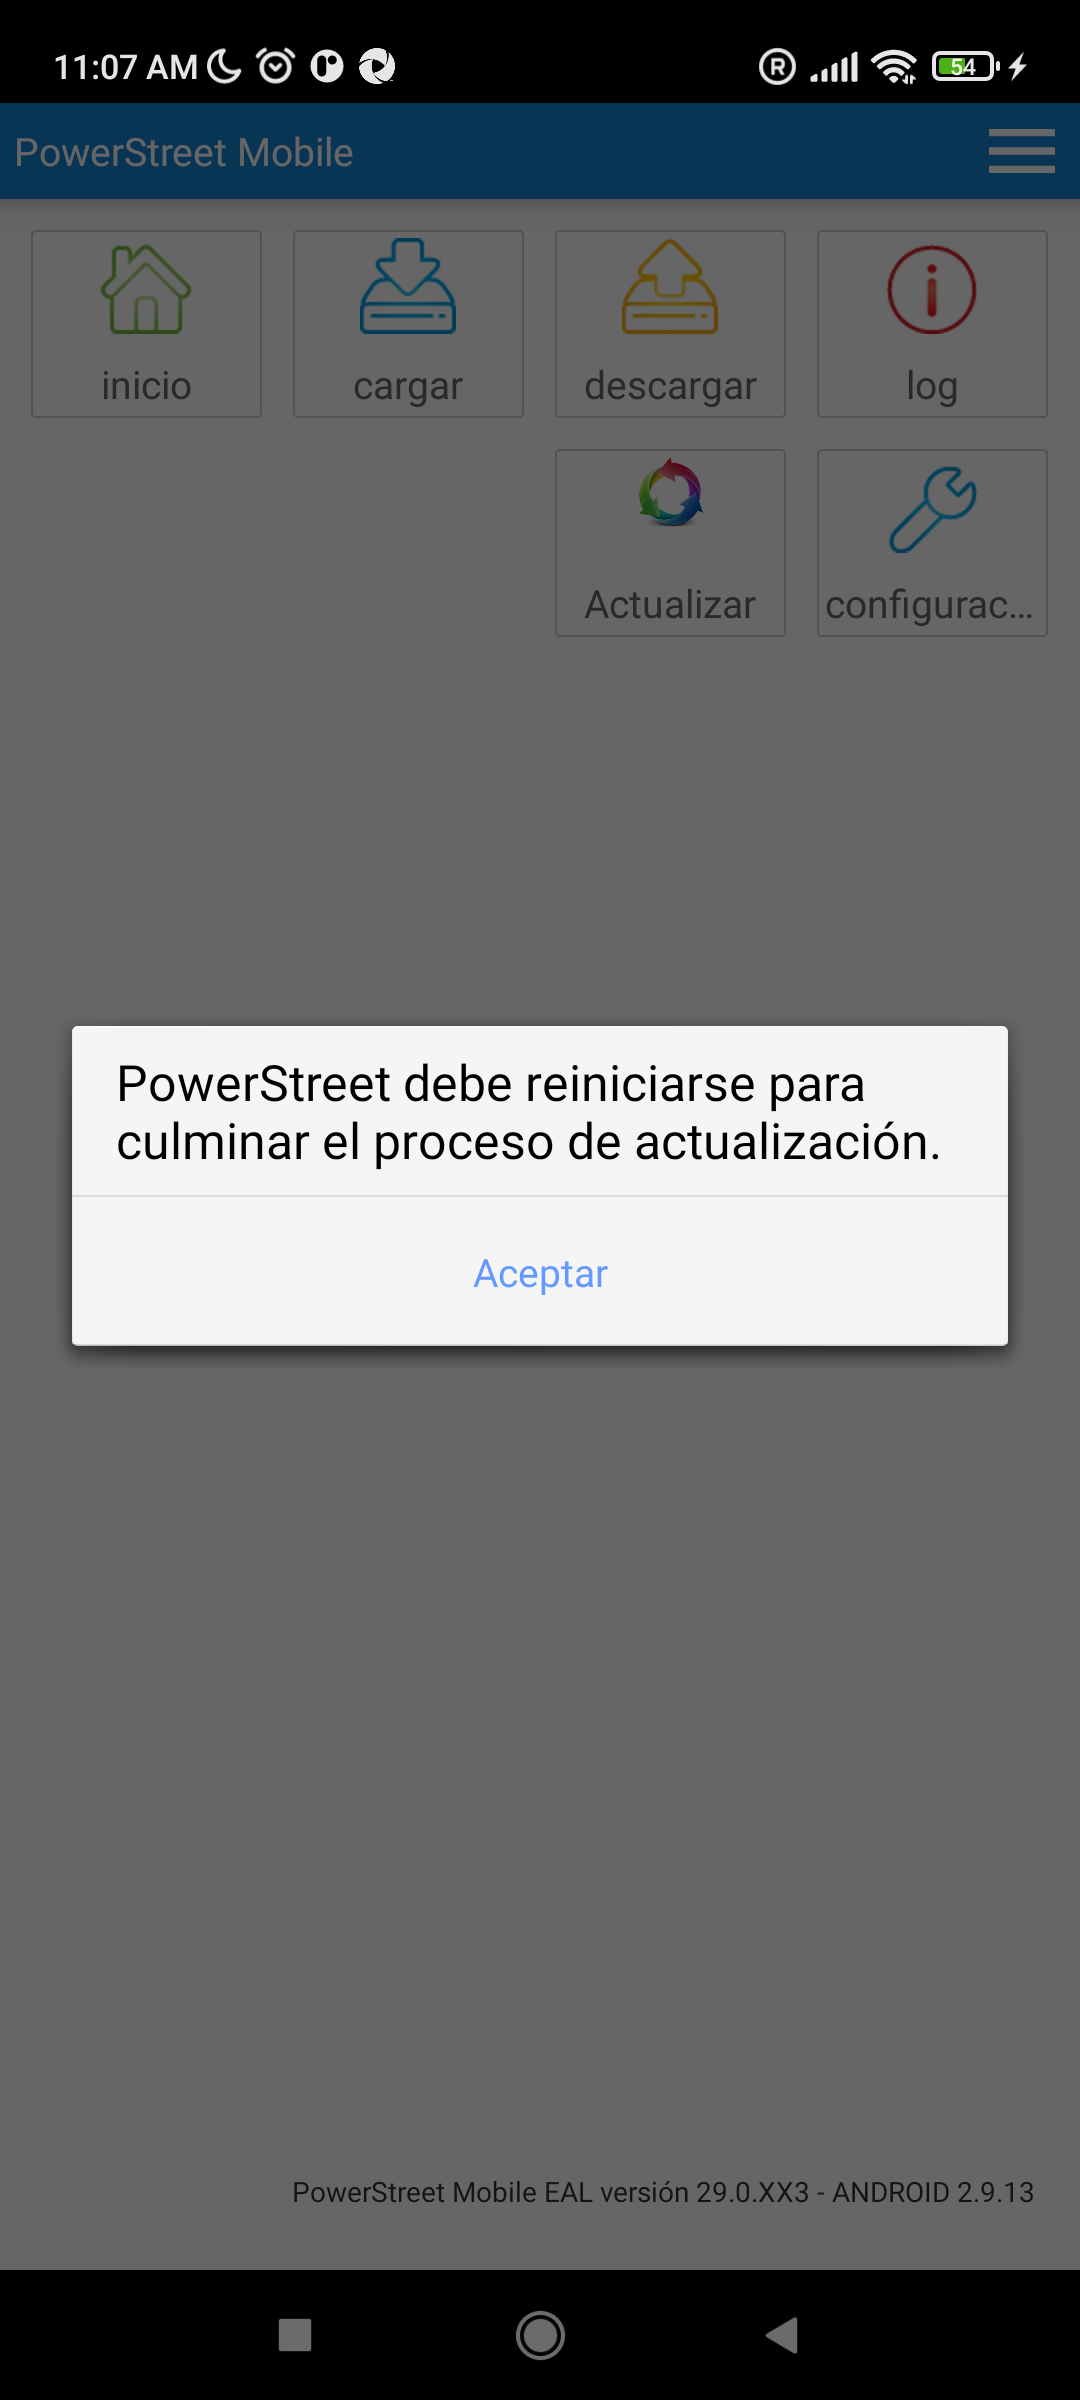 11:07 AM
54
PowerStreet Mobile
inicio
cargar
descargar
log
Actualizar
configurac...
PowerStreet debe reiniciarse para
culminar el proceso de actualización.
Aceptar
PowerStreet Mobile EAL versión 29.0.XX3 - ANDROID 2.9.13